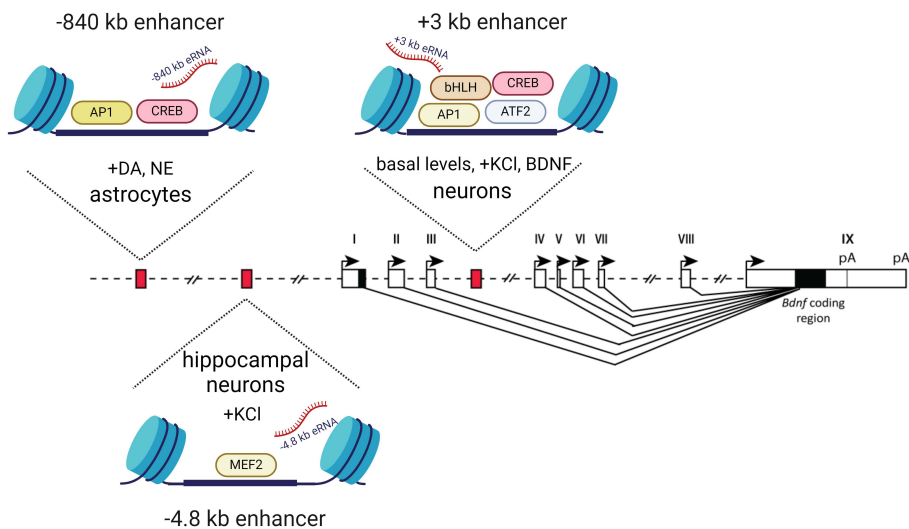 -840 kb enhancer
+3 kb enhancer
-840 kb eRNA
+3 kb eRNA
AP1
CREB
bHLH
CREB
AP1
ATF2
+DA, NE
astrocytes
basal levels, +KCl, BDNF
neurons
I
II
III
IV
V
VI
VII
VIII
IX
pA
pA
Bdnf coding
region
hippocampal
neurons
+KCl
-4.8 kb eRNA
MEF2
-4.8 kb enhancer